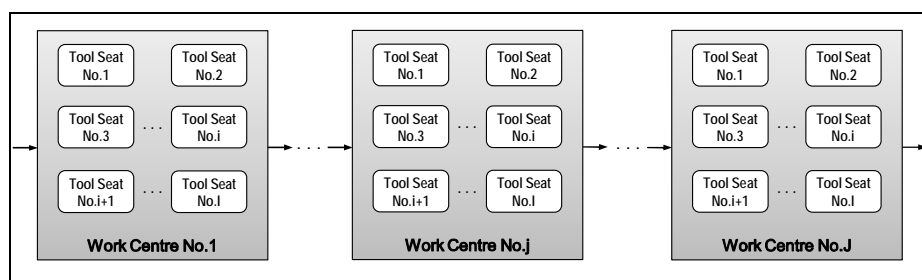 Tool Seat
No.1
Tool Seat
No.2
Tool Seat
No.3
. . .
Tool Seat
No.i
Tool Seat
No.i+1
. . .
Tool Seat
No.I
Work Centre No.1
. . .
Tool Seat
No.1
Tool Seat
No.2
Tool Seat
No.3
. . .
Tool Seat
No.i
Tool Seat
No.i+1
. . .
Tool Seat
No.I
Work Centre No.j
. . .
Tool Seat
No.1
Tool Seat
No.2
Tool Seat
No.3
. . .
Tool Seat
No.i
Tool Seat
No.i+1
. . .
Tool Seat
No.I
Work Centre No.J